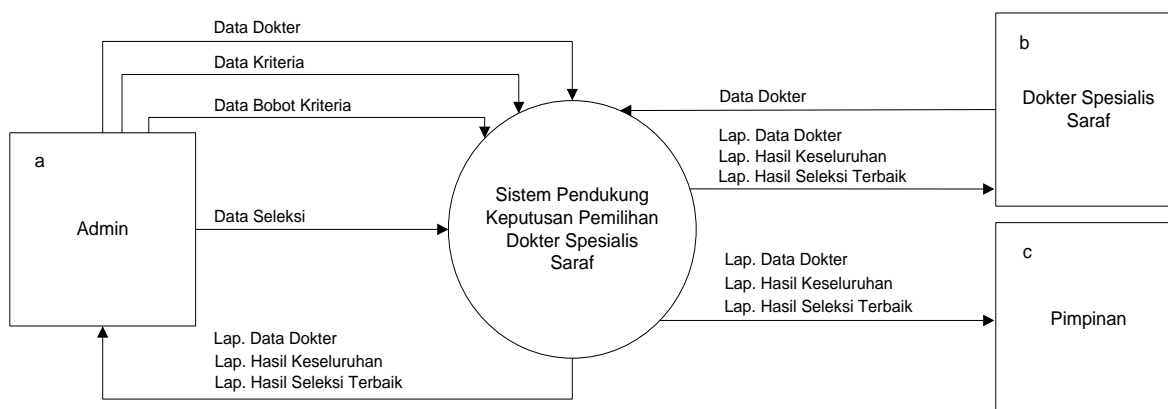 Data Dokter
Data Kriteria
Data Bobot Kriteria
a
Admin
Data Seleksi
Lap. Data Dokter
Lap. Hasil Keseluruhan
Lap. Hasil Seleksi Terbaik
Sistem Pendukung
Keputusan Pemilihan
Dokter Spesialis
Saraf
Data Dokter
Lap. Data Dokter
Lap. Hasil Keseluruhan
Lap. Hasil Seleksi Terbaik
b
Dokter Spesialis
Saraf
Lap. Data Dokter
Lap. Hasil Keseluruhan
Lap. Hasil Seleksi Terbaik
c
Pimpinan